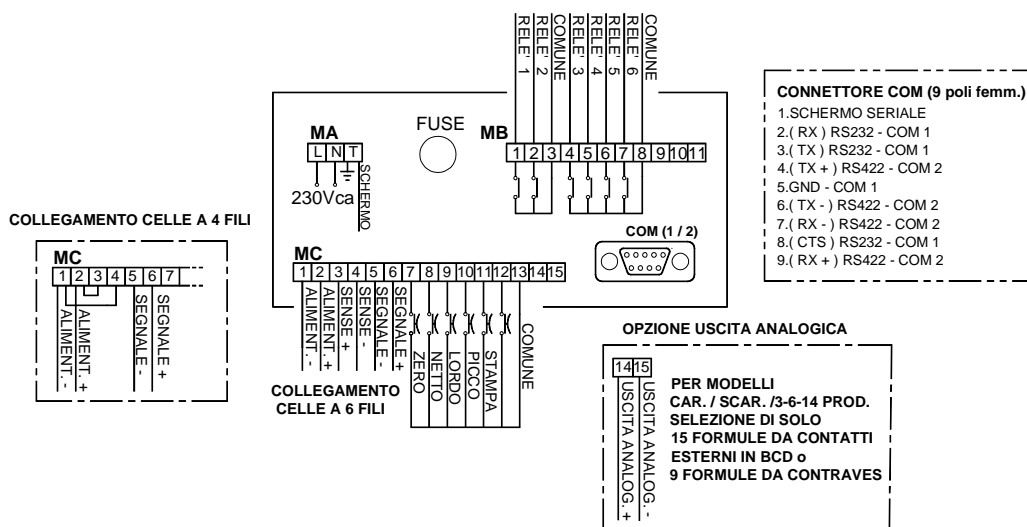 RELE' 1
RELE' 2
COMUNE
RELE' 3
RELE' 4
RELE' 5
RELE' 6
COMUNE
MA
L N T
230Vca
SCHERMO
FUSE
MB
1 2 3 4 5 6 7 8 9 10 11
COM (1 / 2)
MC
1 2 3 4 5 6 7 8 9 10 11 12 13 14 15
ALIMENT. -
ALIMENT. +
SENSE +
SENSE -
SEGNALE -
SEGNALE +
ZERO
NETTO
LORDO
PICCO
STAMPA
COMUNE
COLLEGAMENTO
CELLE A 6 FILI
COLLEGAMENTO CELLE A 4 FILI
MC
1 2 3 4 5 6 7
ALIMENT. -
ALIMENT. +
SEGNALE -
SEGNALE +
CONNETTORE COM (9 poli femm.)
1.SCHERMO SERIALE
2.( RX ) RS232 - COM 1
3.( TX ) RS232 - COM 1
4.( TX + ) RS422 - COM 2
5.GND - COM 1
6.( TX - ) RS422 - COM 2
7.( RX - ) RS422 - COM 2
8.( CTS ) RS232 - COM 1
9.( RX + ) RS422 - COM 2
OPZIONE USCITA ANALOGICA
14 15
USCITA ANALOG. +
USCITA ANALOG. -
PER MODELLI
CAR. / SCAR. /3-6-14 PROD.
SELEZIONE DI SOLO
15 FORMULE DA CONTATTI
ESTERNI IN BCD o
9 FORMULE DA CONTRAVES